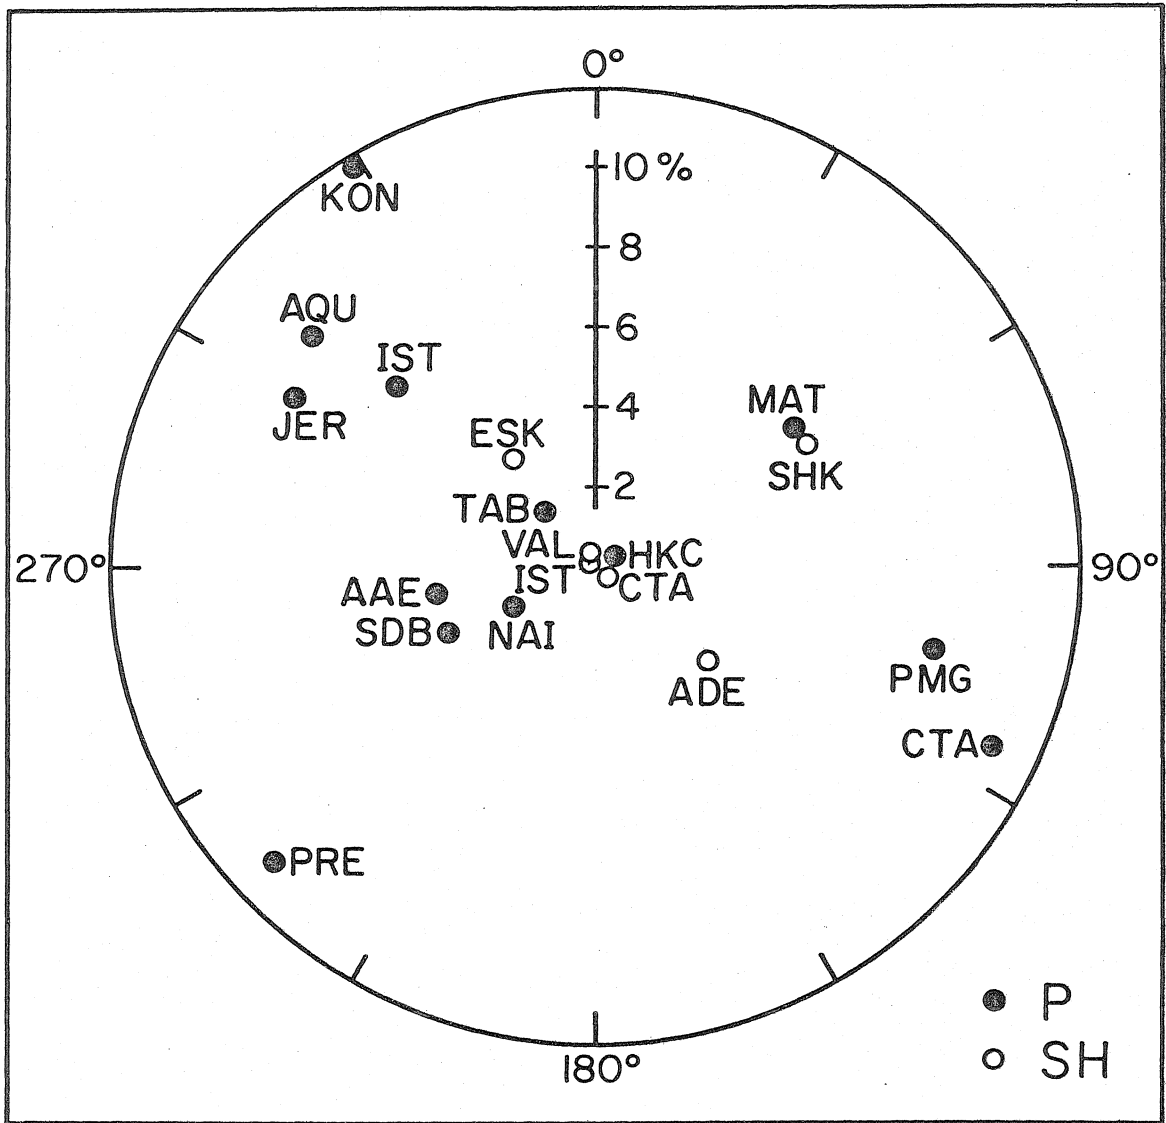 0°
10%
KON
8
AQU
6
IST
MAT
4
JER
ESK
SHK
2
TAB
VAL
HKC
270°
90°
IST
CTA
AAE
SDB
NAI
PMG
ADE
CTA
PRE
P
SH
180°